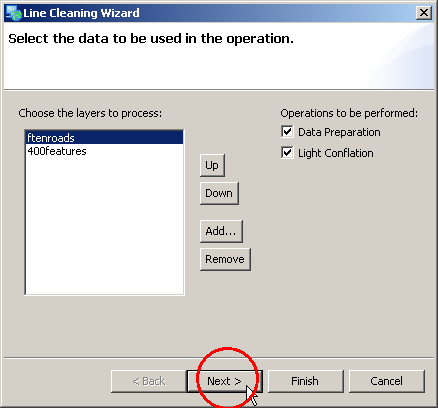 Line Cleaning Wizard
Select the data to be used in the operation.
Choose the layers to process:
ftenroads
400features
Up
Down
Add...
Remove
Operations to be performed:
Data Preparation
Light Conflation
< Back
Next >
Finish
Cancel